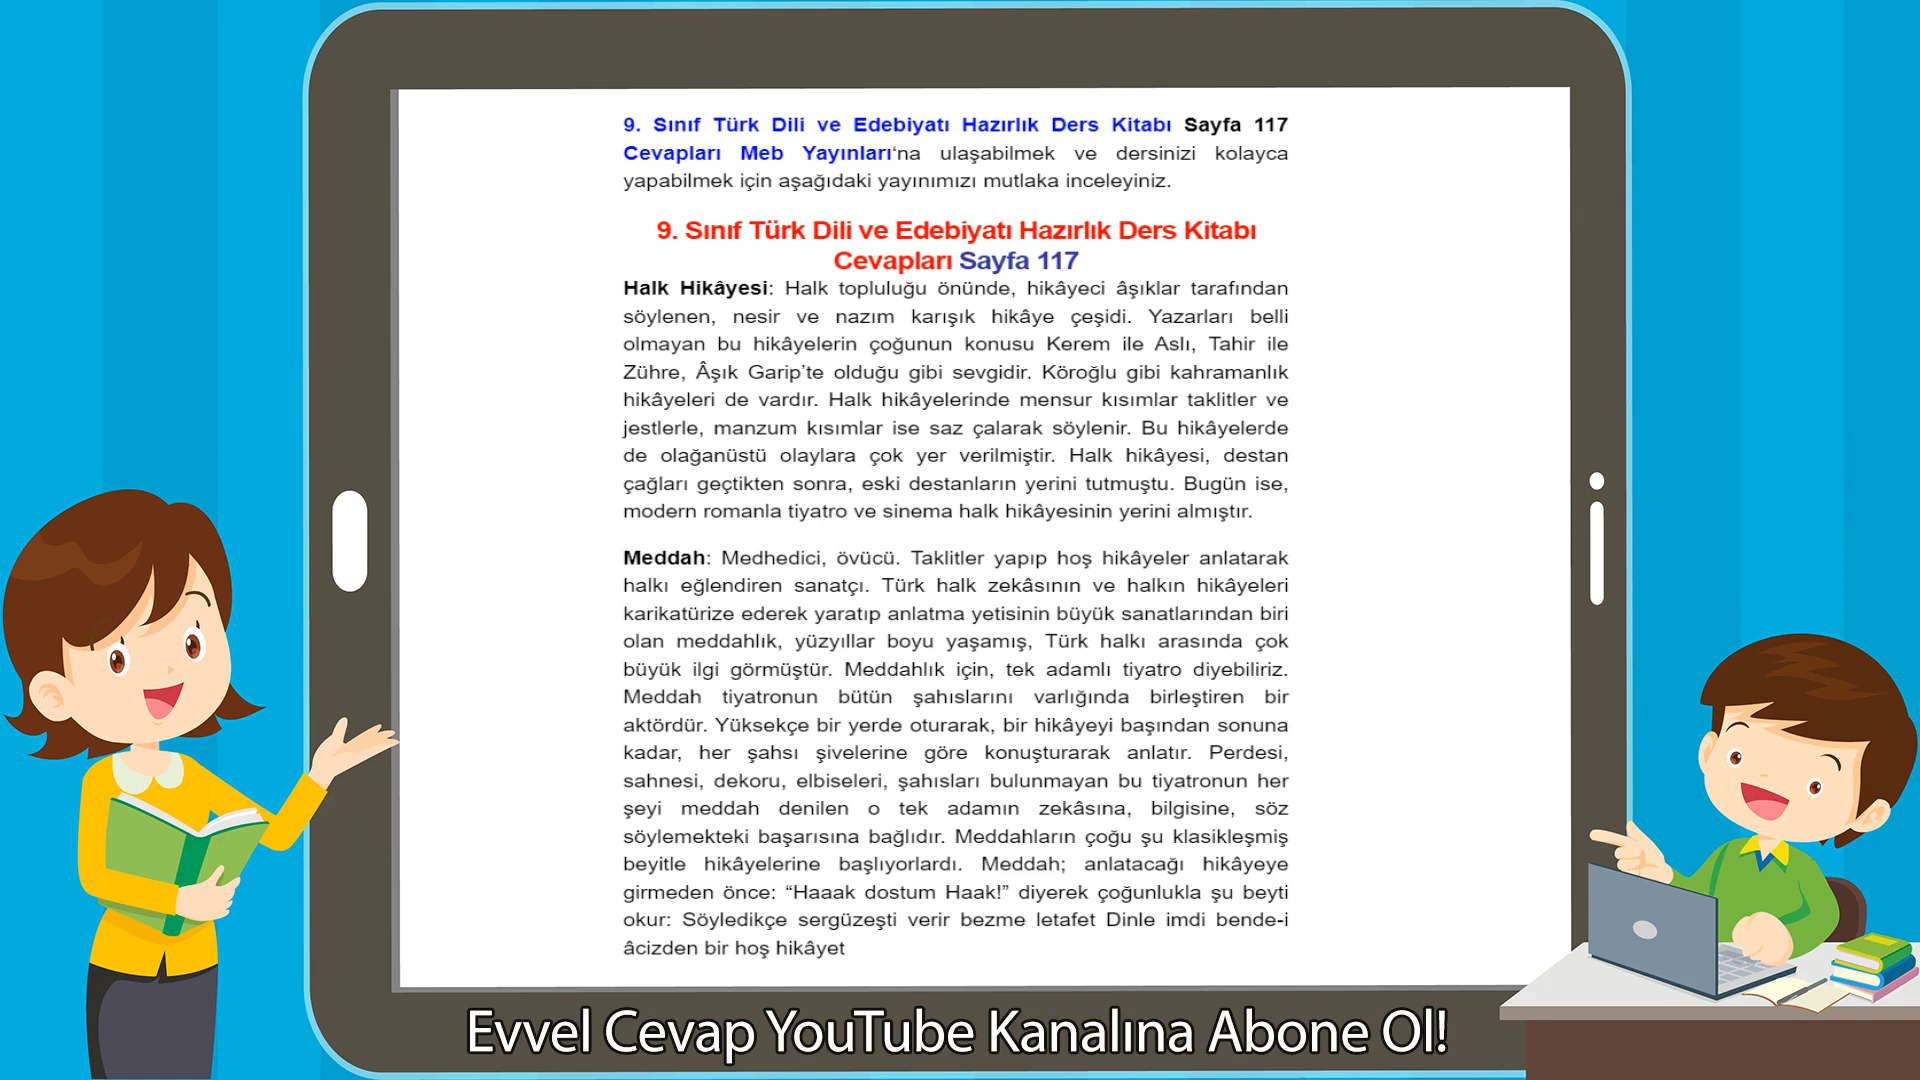 9. Sınıf Türk Dili ve Edebiyatı Hazırlık Ders Kitabı Sayfa 117
Cevapları Meb Yayınları‘na ulaşabilmek ve dersinizi kolayca
yapabilmek için aşağıdaki yayınımızı mutlaka inceleyiniz.
9. Sınıf Türk Dili ve Edebiyatı Hazırlık Ders Kitabı
Cevapları Sayfa 117
Halk Hikâyesi: Halk topluluğu önünde, hikâyeci âşıklar tarafından
söylenen, nesir ve nazım karışık hikâye çeşidi. Yazarları belli
olmayan bu hikâyelerin çoğunun konusu Kerem ile Aslı, Tahir ile
Zühre, Âşık Garip’te olduğu gibi sevgidir. Köroğlu gibi kahramanlık
hikâyeleri de vardır. Halk hikâyelerinde mensur kısımlar taklitler ve
jestlerle, manzum kısımlar ise saz çalarak söylenir. Bu hikâyelerde
de olağanüstü olaylara çok yer verilmiştir. Halk hikâyesi, destan
çağları geçtikten sonra, eski destanların yerini tutmuştu. Bugün ise,
modern romanla tiyatro ve sinema halk hikâyesinin yerini almıştır.
Meddah: Medhedici, övücü. Taklitler yapıp hoş hikâyeler anlatarak
halkı eğlendiren sanatçı. Türk halk zekâsının ve halkın hikâyeleri
karikatürize ederek yaratıp anlatma yetisinin büyük sanatlarından biri
olan meddahlık, yüzyıllar boyu yaşamış, Türk halkı arasında çok
büyük ilgi görmüştür. Meddahlık için, tek adamlı tiyatro diyebiliriz.
Meddah tiyatronun bütün şahıslarını varlığında birleştiren bir
aktördür. Yüksekçe bir yerde oturarak, bir hikâyeyi başından sonuna
kadar, her şahsı şivelerine göre konuşturarak anlatır. Perdesi,
sahnesi, dekoru, elbiseleri, şahısları bulunmayan bu tiyatronun her
şeyi meddah denilen o tek adamın zekâsına, bilgisine, söz
söylemekteki başarısına bağlıdır. Meddahların çoğu şu klasikleşmiş
beyitle hikâyelerine başlıyorlardı. Meddah; anlatacağı hikâyeye
girmeden önce: “Haaak dostum Haak!” diyerek çoğunlukla şu beyti
okur: Söyledikçe sergüzeşti verir bezme letafet Dinle imdi bende-i
âcizden bir hoş hikâyet
Evvel Cevap YouTube Kanalına Abone Ol!